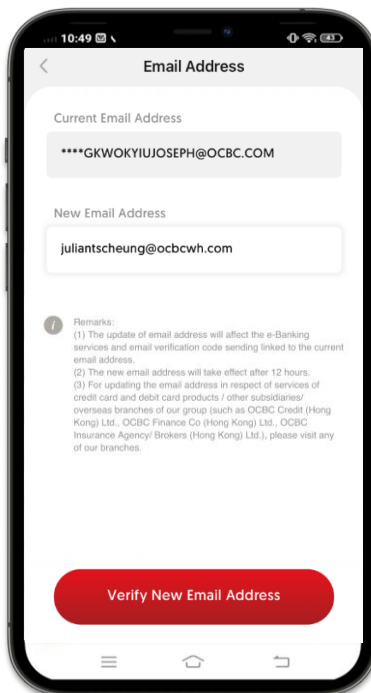 10:49
43
Email Address
Current Email Address
****GKWOKYIUJOSEPH@OCBC.COM
New Email Address
juliantscheung@ocbcwh.com
i
Remarks:
(1) The update of email address will affect the e-Banking
services and email verification code sending linked to the current
email address.
(2) The new email address will take effect after 12 hours.
(3) For updating the email address in respect of services of
credit card and debit card products / other subsidiaries/
overseas branches of our group (such as OCBC Credit (Hong
Kong) Ltd., OCBC Finance Co (Hong Kong) Ltd., OCBC
Insurance Agency/ Brokers (Hong Kong) Ltd.), please visit any
of our branches.
Verify New Email Address